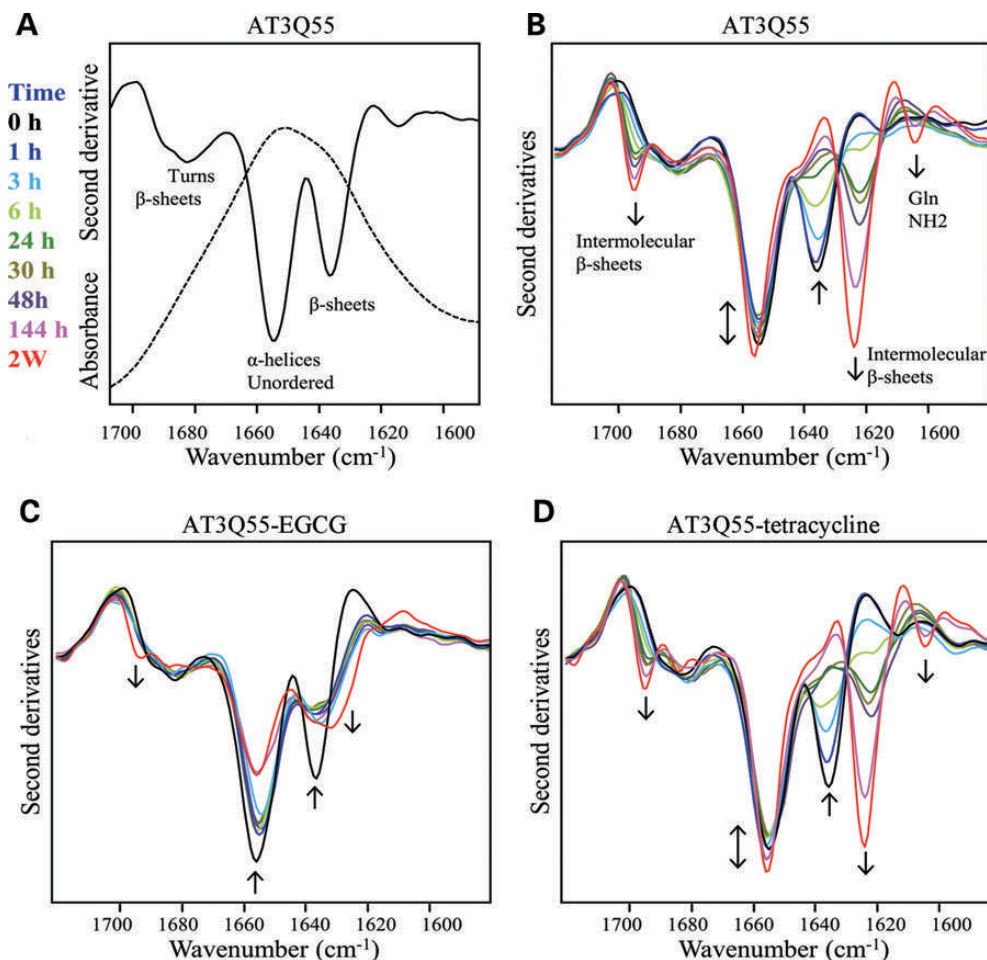 A
AT3Q55
Time
0 h
1 h
3 h
6 h
24 h
30 h
48h
144 h
2W
Second derivative
Absorbance
Turns
β-sheets
β-sheets
α-helices
Unordered
1700 1680 1660 1640 1620 1600
Wavenumber (cm⁻¹)
B
AT3Q55
Second derivatives
Intermolecular
β-sheets
Gln
NH2
Intermolecular
β-sheets
1700 1680 1660 1640 1620 1600
Wavenumber (cm⁻¹)
C
AT3Q55-EGCG
Second derivatives
1700 1680 1660 1640 1620 1600
Wavenumber (cm⁻¹)
D
AT3Q55-tetracycline
Second derivatives
1700 1680 1660 1640 1620 1600
Wavenumber (cm⁻¹)